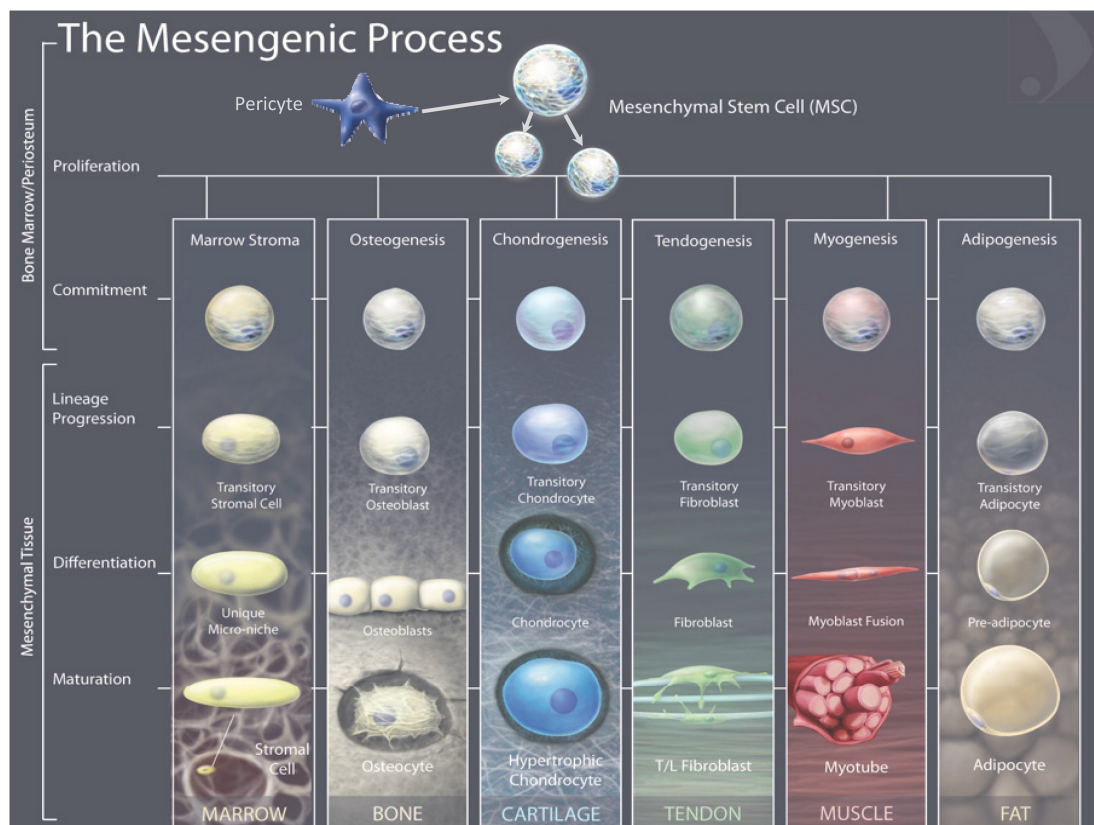 The Mesengenic Process
Pericyte
Mesenchymal Stem Cell (MSC)
Bone Marrow/Periosteum
Proliferation
Marrow Stroma
Osteogenesis
Chondrogenesis
Tendogenesis
Myogenesis
Adipogenesis
Commitment
Mesenchymal Tissue
Lineage
Progression
Transitory
Stromal Cell
Transitory
Osteoblast
Transitory
Chondrocyte
Transitory
Fibroblast
Transitory
Myoblast
Transistory
Adipocyte
Differentiation
Unique
Micro-niche
Osteoblasts
Chondrocyte
Fibroblast
Myoblast Fusion
Pre-adipocyte
Maturation
Stromal
Cell
Osteocyte
Hypertrophic
Chondrocyte
T/L Fibroblast
Myotube
Adipocyte
MARROW
BONE
CARTILAGE
TENDON
MUSCLE
FAT